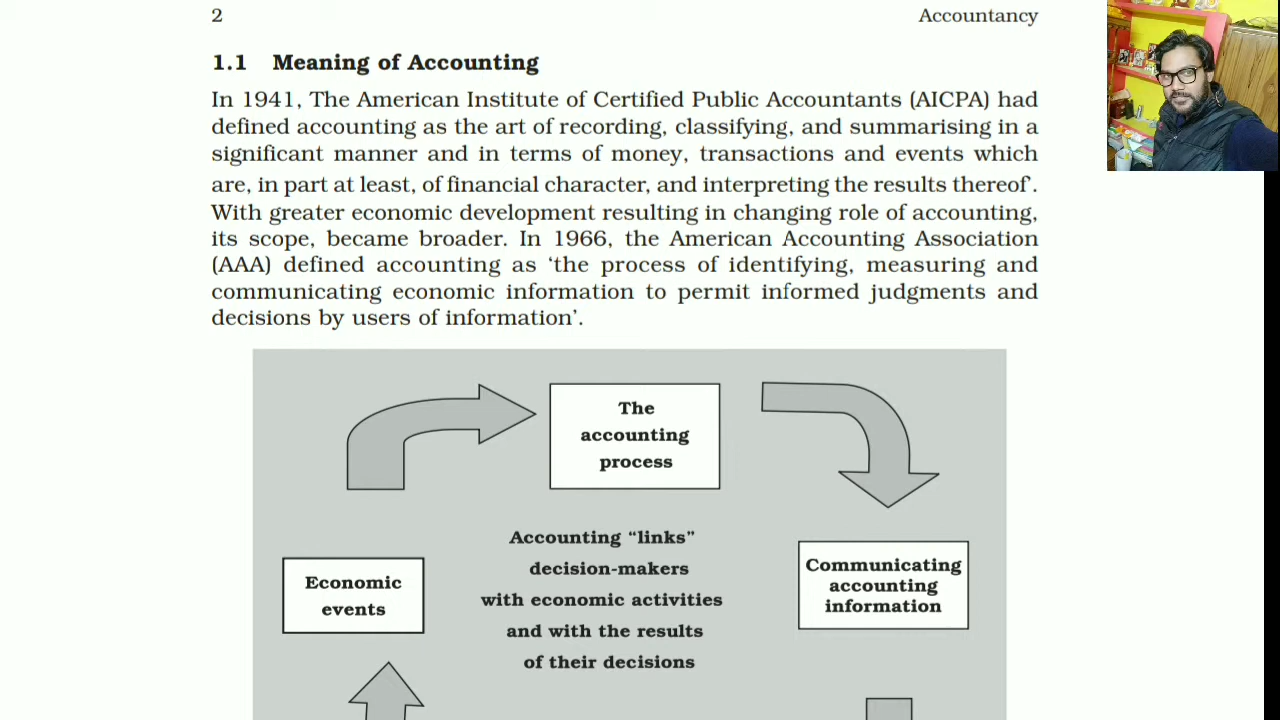 2 Accountancy
1.1 Meaning of Accounting
In 1941, The American Institute of Certified Public Accountants (AICPA) had
defined accounting as the art of recording, classifying, and summarising in a
significant manner and in terms of money, transactions and events which
are, in part at least, of financial character, and interpreting the results thereof'.
With greater economic development resulting in changing role of accounting,
its scope, became broader. In 1966, the American Accounting Association
(AAA) defined accounting as ‘the process of identifying, measuring and
communicating economic information to permit informed judgments and
decisions by users of information’.
The
accounting
process
Accounting “links”
decision-makers
with economic activities
and with the results
of their decisions
Economic
events
Communicating
accounting
information